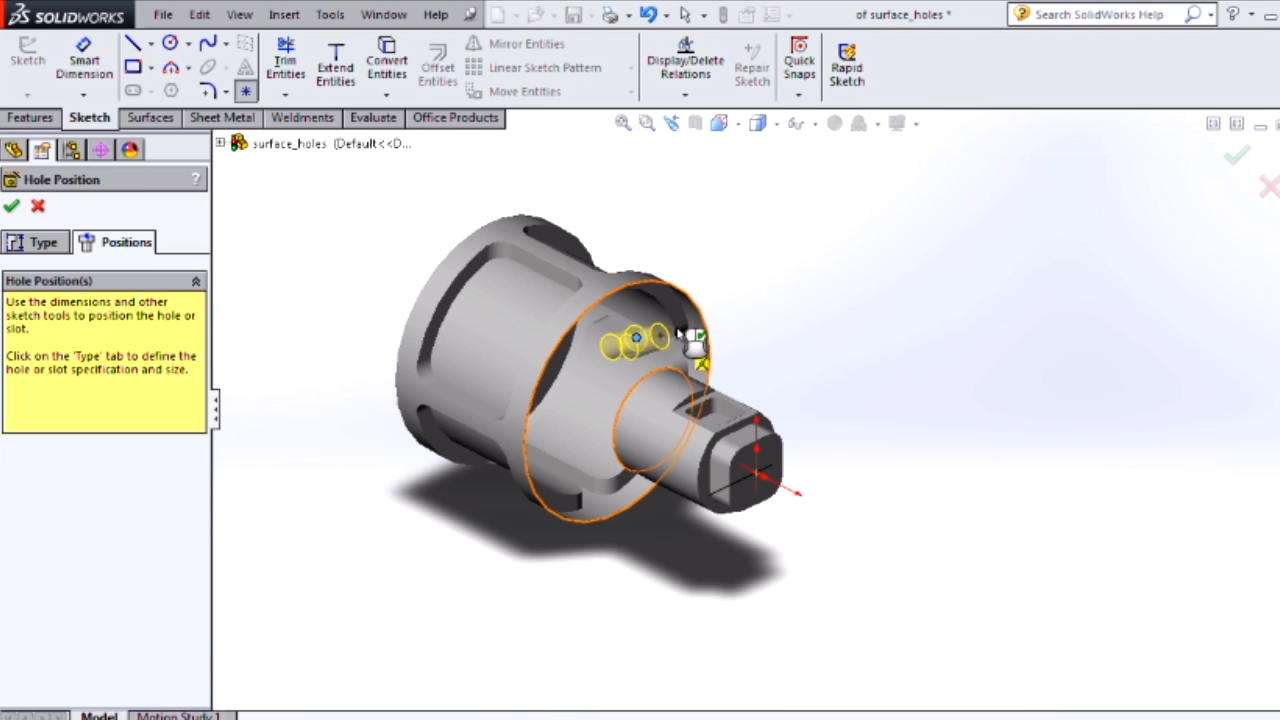 SOLIDWORKS File Edit View Insert Tools Window Help of surface_holes * Search SolidWorks Help
Sketch Smart Dimension Trim Entities Extend Entities Convert Entities Offset Entities Mirror Entities Linear Sketch Pattern Move Entities Display/Delete Relations Repair Sketch Quick Snaps Rapid Sketch
Features Sketch Surfaces Sheet Metal Weldments Evaluate Office Products
surface_holes (Default<<D...
Hole Position ?
Type Positions
Hole Position(s)
Use the dimensions and other
sketch tools to position the hole or
slot.
Click on the 'Type' tab to define the
hole or slot specification and size.
Model Motion Study 1